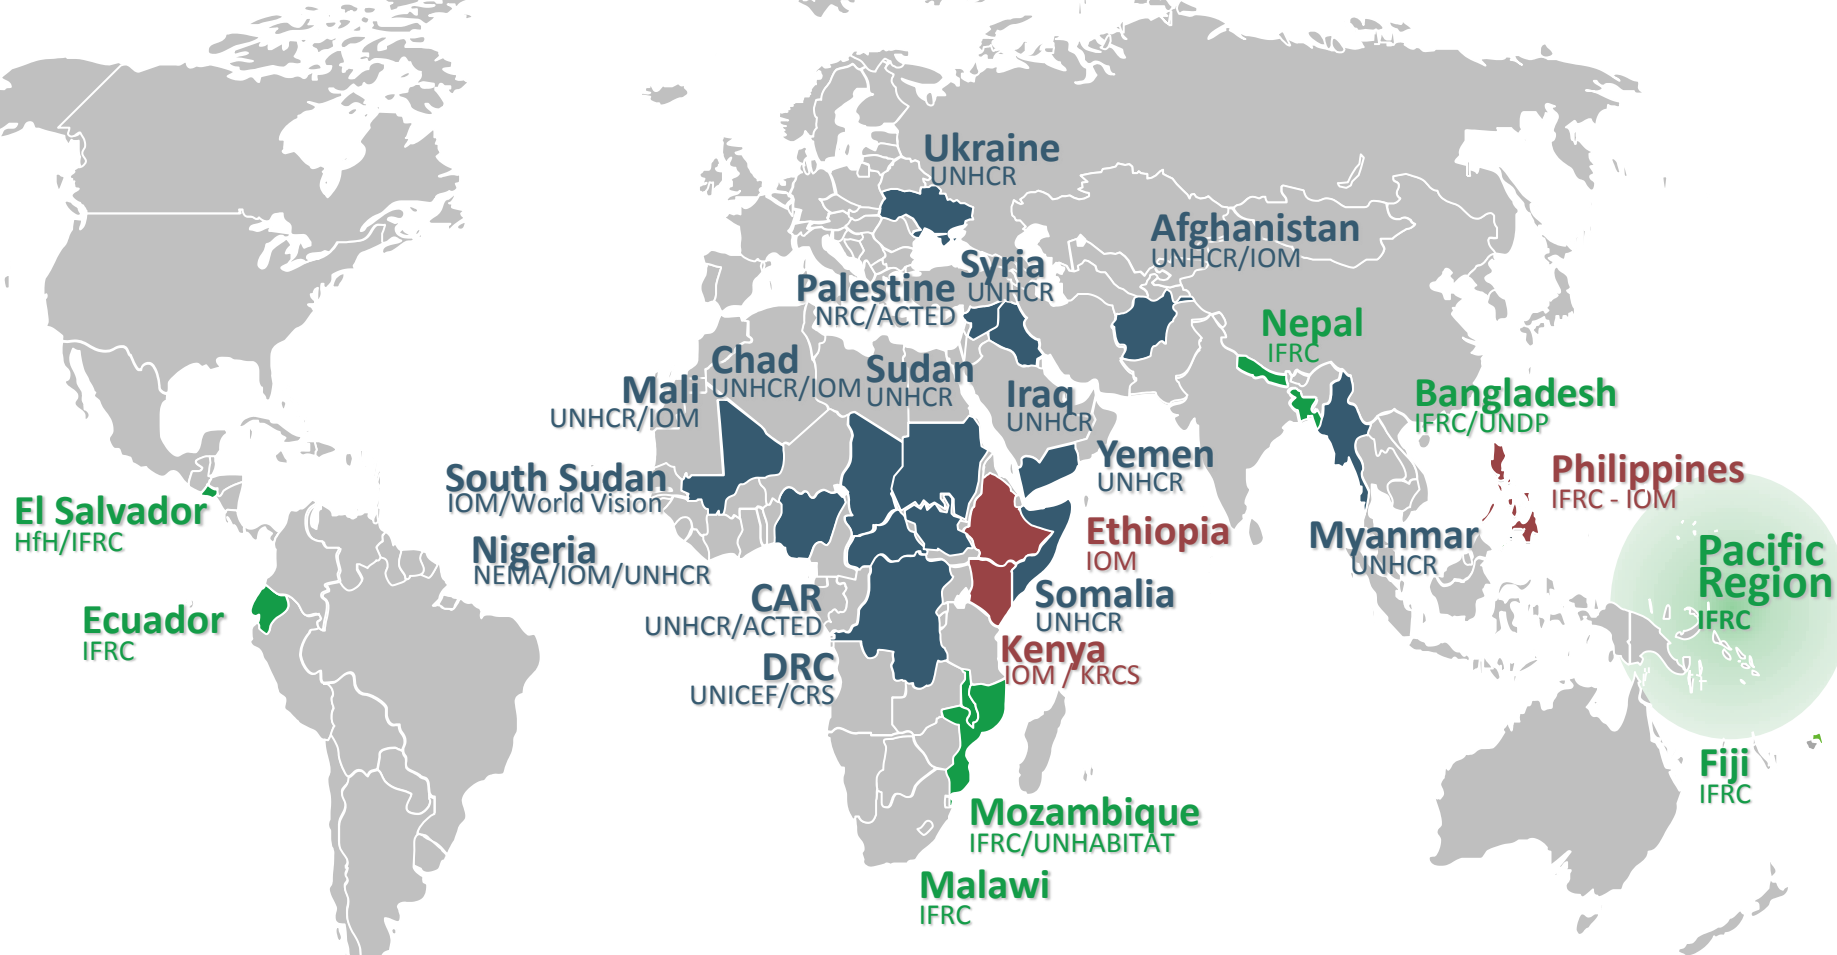 Ukraine
UNHCR
Afghanistan
UNHCR/IOM
Syria
UNHCR
Palestine
NRC/ACTED
Nepal
IFRC
Chad
UNHCR/IOM
Sudan
UNHCR
Mali
UNHCR/IOM
Iraq
UNHCR
Bangladesh
IFRC/UNDP
Yemen
UNHCR
Philippines
IFRC - IOM
South Sudan
IOM/World Vision
El Salvador
HfH/IFRC
Ethiopia
IOM
Myanmar
UNHCR
Nigeria
NEMA/IOM/UNHCR
Pacific
Region
IFRC
CAR
UNHCR/ACTED
Somalia
UNHCR
Ecuador
IFRC
Kenya
IOM / KRCS
DRC
UNICEF/CRS
Fiji
IFRC
Mozambique
IFRC/UNHABITAT
Malawi
IFRC